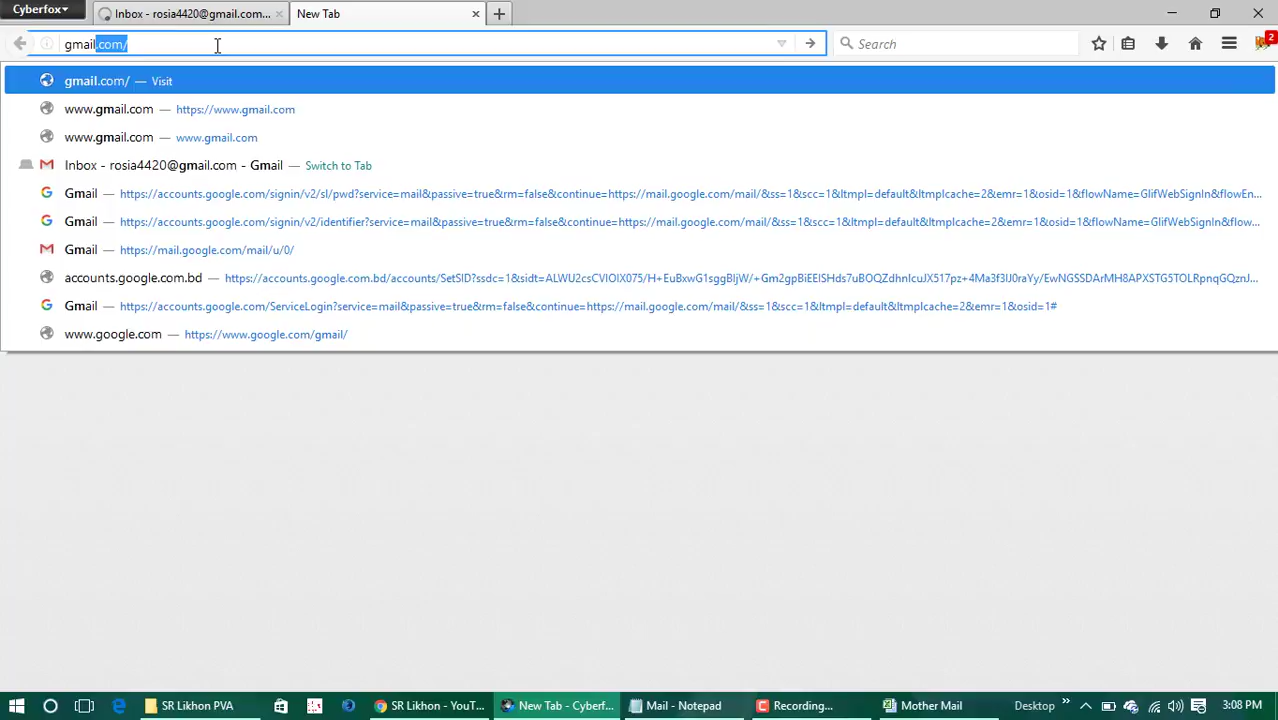 Cyberfox
Inbox - rosia4420@gmail.com...
New Tab
gmail.com/
Search
2
gmail.com/ — Visit
www.gmail.com — https://www.gmail.com
www.gmail.com — www.gmail.com
Inbox - rosia4420@gmail.com - Gmail — Switch to Tab
Gmail — https://accounts.google.com/signin/v2/sl/pwd?service=mail&passive=true&rm=false&continue=https://mail.google.com/mail/&ss=1&scc=1&ltmpl=default&ltmplcache=2&emr=1&osid=1&flowName=GlifWebSignIn&flowEn...
Gmail — https://accounts.google.com/signin/v2/identifier?service=mail&passive=true&rm=false&continue=https://mail.google.com/mail/&ss=1&scc=1&ltmpl=default&ltmplcache=2&emr=1&osid=1&flowName=GlifWebSignIn&flow...
Gmail — https://mail.google.com/mail/u/0/
accounts.google.com.bd —
Gmail — https://accounts.google.com/ServiceLogin?service=mail&passive=true&rm=false&continue=https://mail.google.com/mail/&ss=1&scc=1&ltmpl=default&ltmplcache=2&emr=1&osid=1#
www.google.com — https://www.google.com/gmail/
SR Likhon PVA
SR Likhon - YouT...
New Tab - Cyberf...
Mail - Notepad
Recording...
Mother Mail
Desktop
3:08 PM